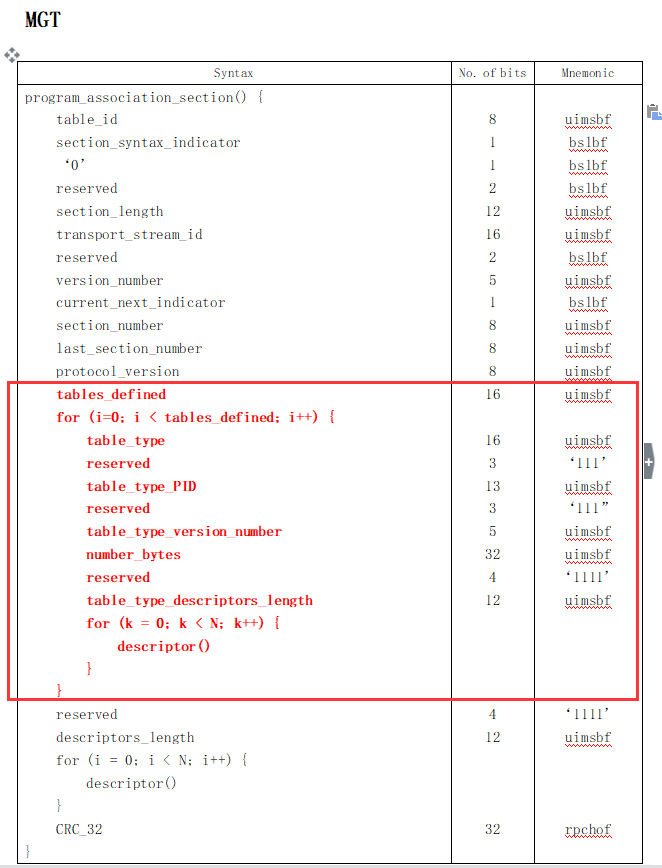 MGT
Syntax No. of bits Mnemonic
program_association_section() {
table_id 8 uimsbf
section_syntax_indicator 1 bslbf
‘0’ 1 bslbf
reserved 2 bslbf
section_length 12 uimsbf
transport_stream_id 16 uimsbf
reserved 2 bslbf
version_number 5 uimsbf
current_next_indicator 1 bslbf
section_number 8 uimsbf
last_section_number 8 uimsbf
protocol_version 8 uimsbf
tables_defined 16 uimsbf
for (i=0; i < tables_defined; i++) {
table_type 16 uimsbf
reserved 3 ‘111’
table_type_PID 13 uimsbf
reserved 3 ‘111”
table_type_version_number 5 uimsbf
number_bytes 32 uimsbf
reserved 4 ‘1111’
table_type_descriptors_length 12 uimsbf
for (k = 0; k < N; k++) {
descriptor()
}
}
reserved 4 ‘1111’
descriptors_length 12 uimsbf
for (i = 0; i < N; i++) {
descriptor()
}
CRC_32 32 rpchof
}